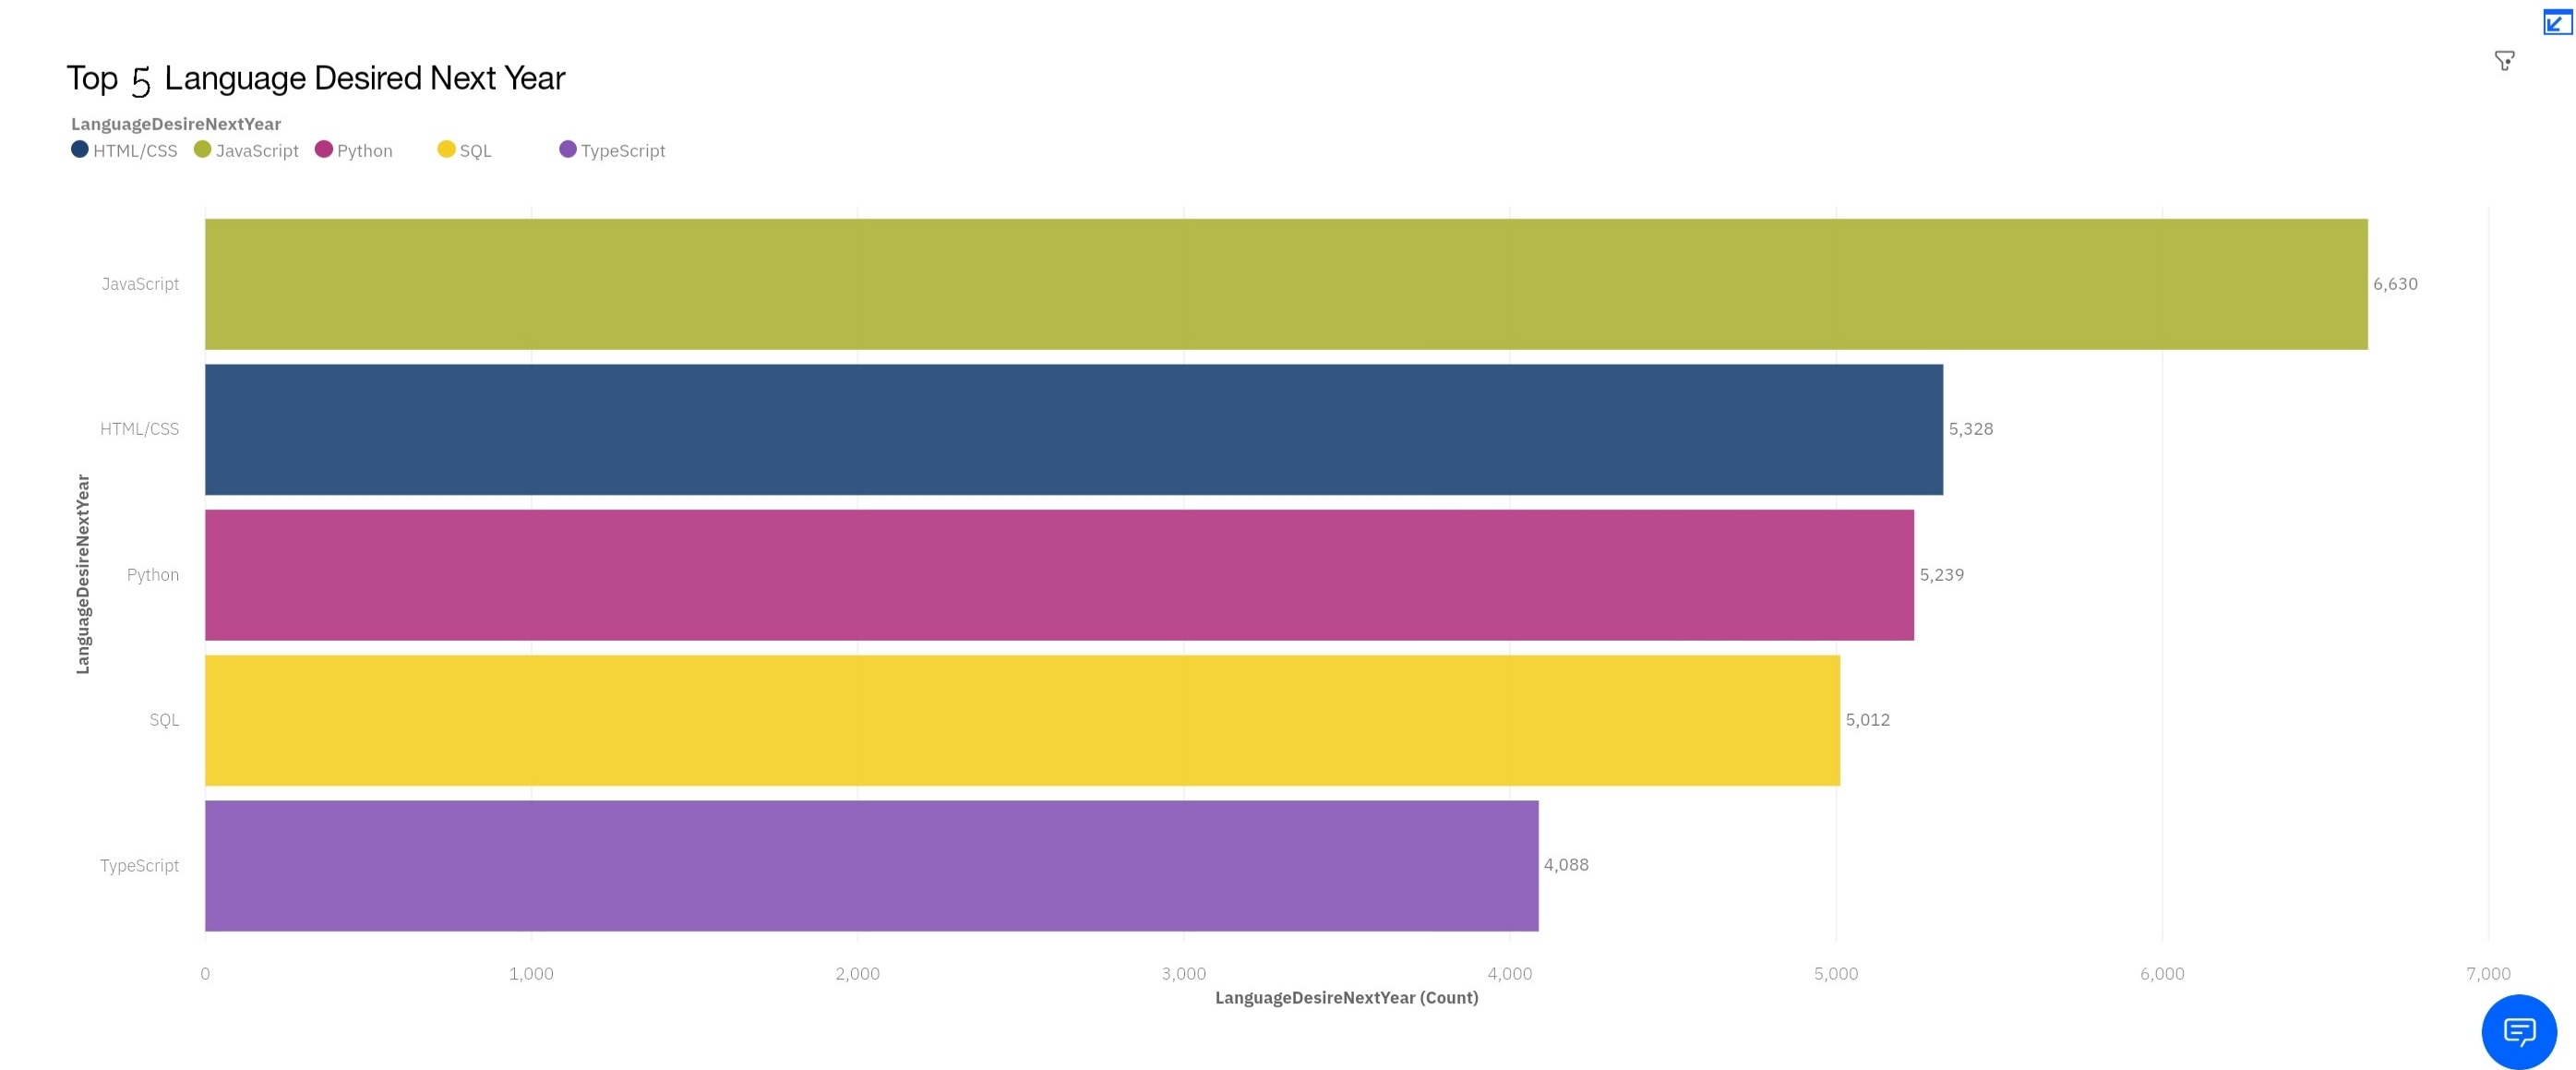 Top 5 Language Desired Next Year
LanguageDesireNextYear
HTML/CSS JavaScript Python SQL TypeScript
JavaScript 6,630
HTML/CSS 5,328
Python 5,239
SQL 5,012
TypeScript 4,088
LanguageDesireNextYear
0 1,000 2,000 3,000 4,000 5,000 6,000 7,000
LanguageDesireNextYear (Count)